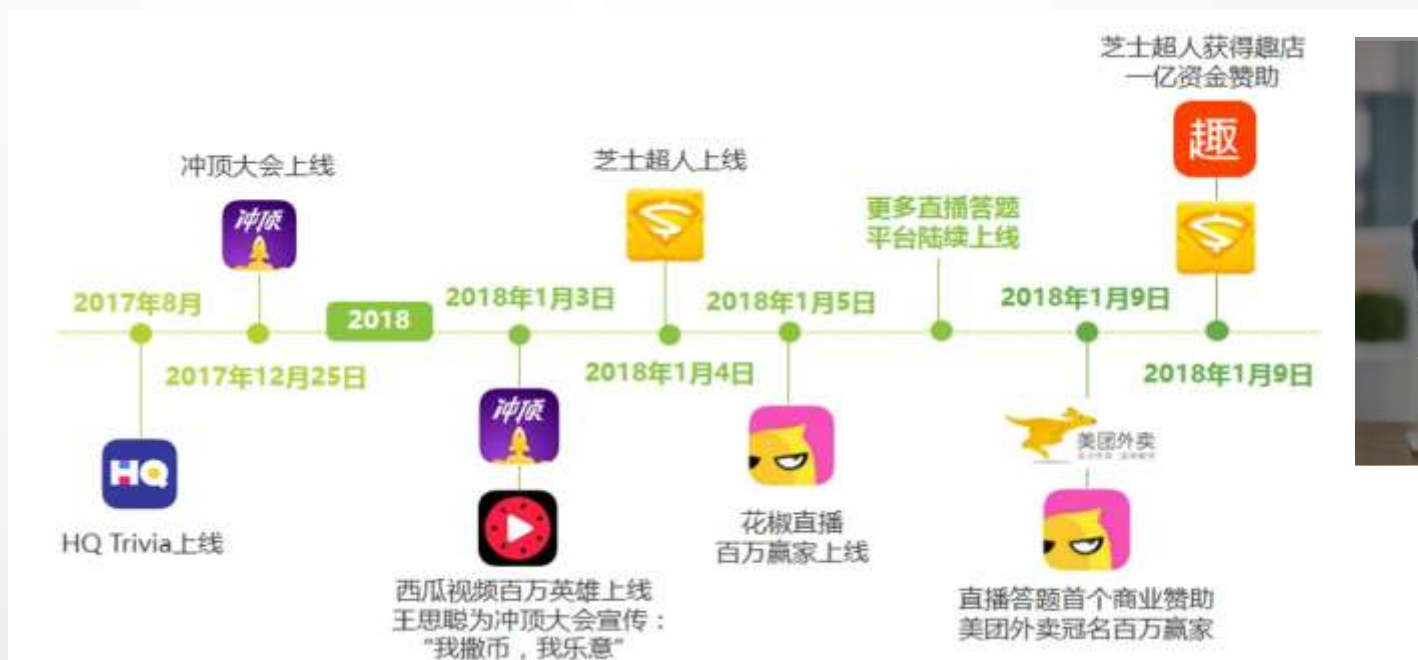 芝士超人获得趣店
一亿资金赞助
趣
冲顶大会上线
冲顶
芝士超人上线
更多直播答题
平台陆续上线
2017年8月
2018
2018年1月3日
2018年1月5日
2018年1月9日
2017年12月25日
2018年1月4日
2018年1月9日
HQ
HQ Trivia上线
冲顶
西瓜视频百万英雄上线
王思聪为冲顶大会宣传：
"我撒币，我乐意"
花椒直播
百万赢家上线
美团外卖
直播答题首个商业赞助
美团外卖冠名百万赢家